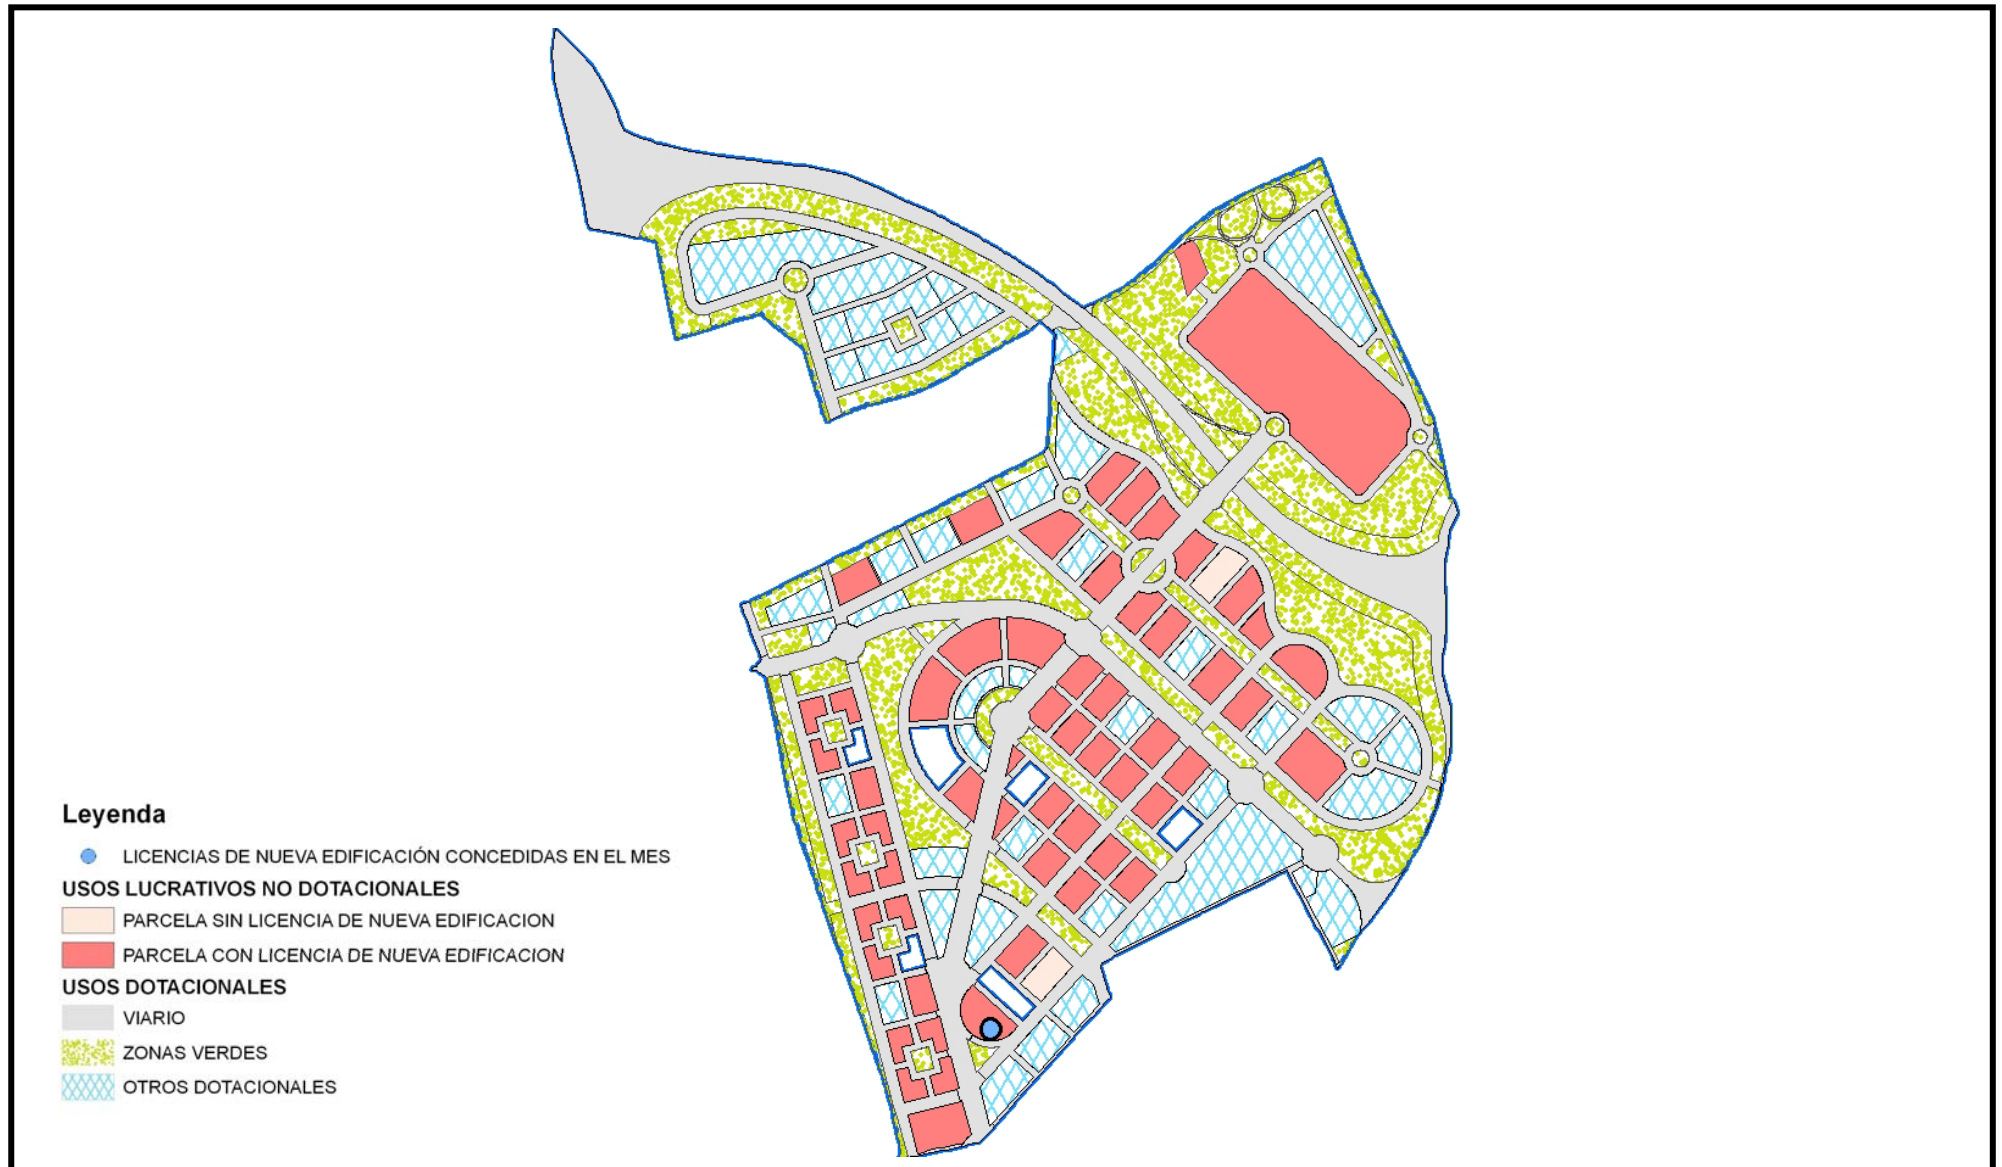 Leyenda
LICENCIAS DE NUEVA EDIFICACIÓN CONCEDIDAS EN EL MES
USOS LUCRATIVOS NO DOTACIONALES
PARCELA SIN LICENCIA DE NUEVA EDIFICACION
PARCELA CON LICENCIA DE NUEVA EDIFICACION
USOS DOTACIONALES
VIARIO
ZONAS VERDES
OTROS DOTACIONALES